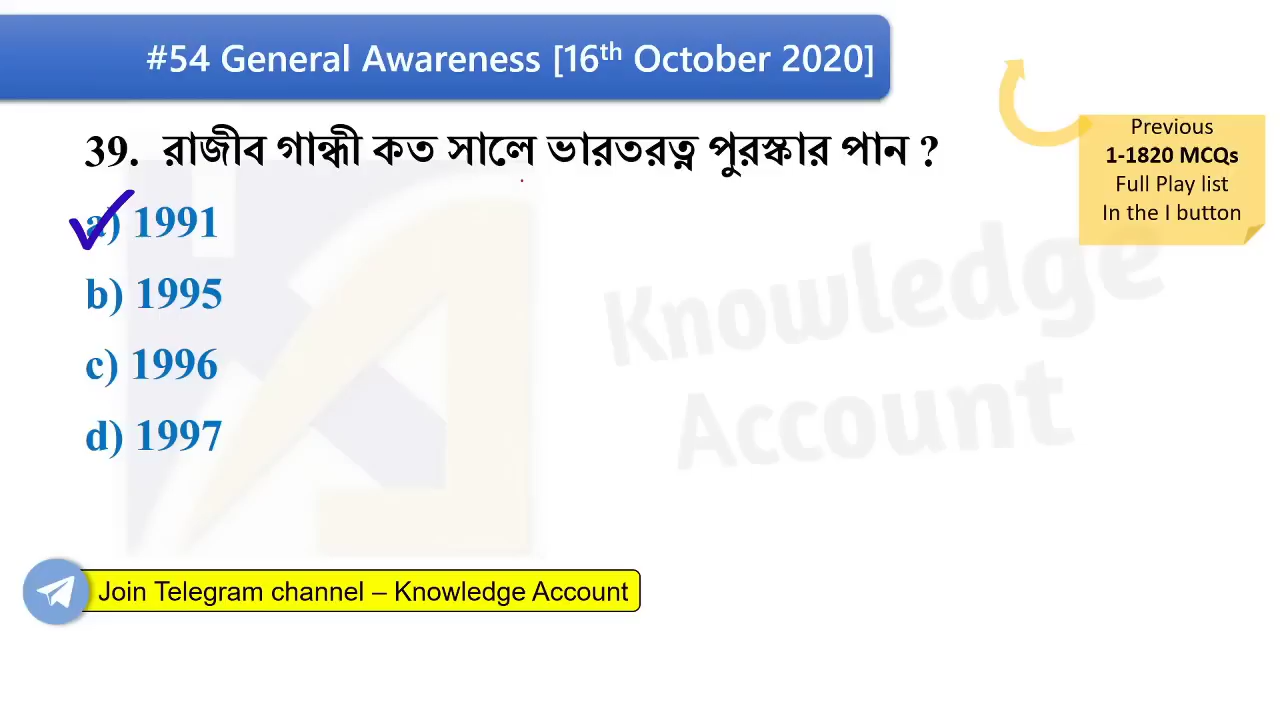 #54 General Awareness [16th October 2020]
39. রাজীব গান্ধী কত সালে ভারতরত্ন পুরস্কার পান ?
a) 1991
b) 1995
c) 1996
d) 1997
Previous
1-1820 MCQs
Full Play list
In the I button
Knowledge
Account
Join Telegram channel – Knowledge Account